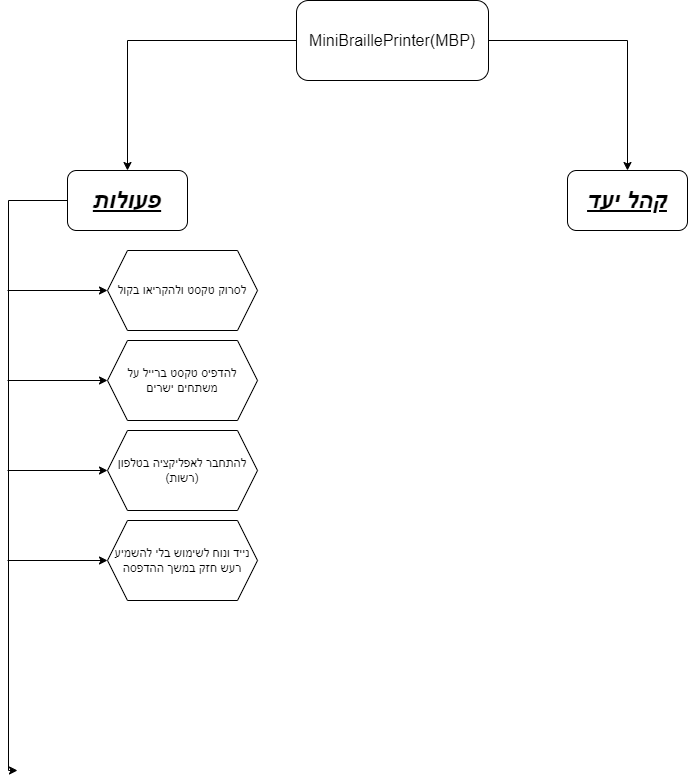 MiniBraillePrinter(MBP)
פעולות
קהל יעד
לסרוק טקסט ולהקריאו בקול
להדפיס טקסט ברייל על
משתחים ישרים
להתחבר לאפליקציה בטלפון
(רשות)
נייד ונוח לשימוש בלי להשמיע
רעש חזק במשך ההדפסה